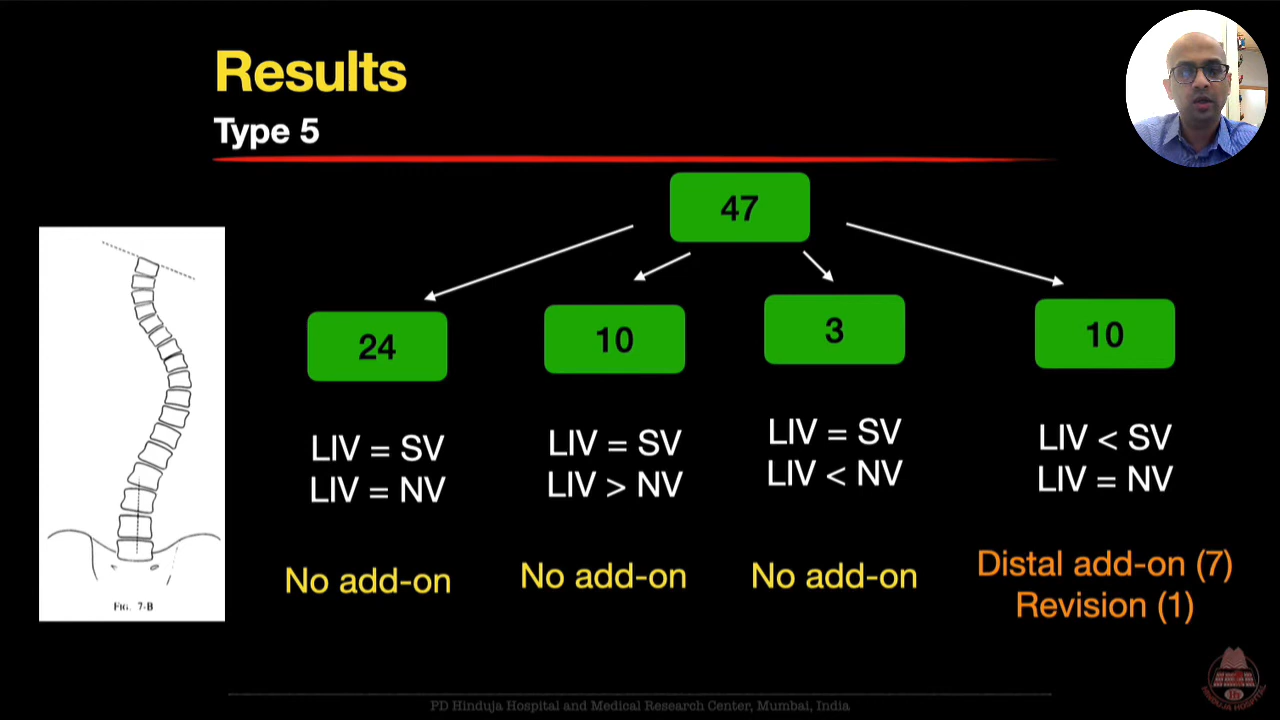 Results
Type 5
47
24
10
3
10
LIV = SV
LIV = NV
LIV = SV
LIV > NV
LIV = SV
LIV < NV
LIV < SV
LIV = NV
No add-on
No add-on
No add-on
Distal add-on (7)
Revision (1)
FIG. 7-B
PD Hinduja Hospital and Medical Research Center, Mumbai, India